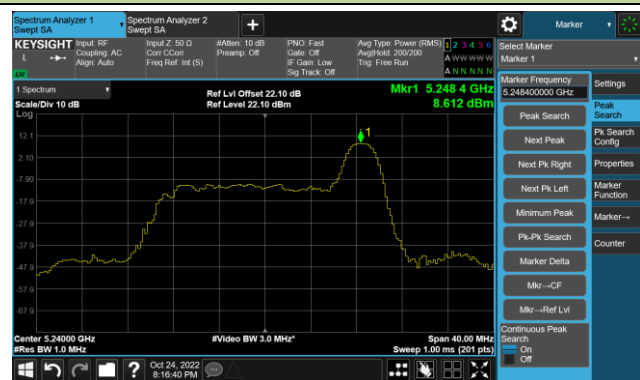 Spectrum Analyzer 1
Swept SA
Spectrum Analyzer 2
Swept SA
+
Marker
KEYSIGHT
L
Input: RF
Coupling: AC
Align: Auto
Input Z: 50 Ω
Corr CCorr
Freq Ref: Int (S)
#Atten: 10 dB
Preamp: Off
PNO: Fast
Gate: Off
IF Gain: Low
Sig Track: Off
Avg Type: Power (RMS)
Avg|Hold: 200/200
Trig: Free Run
1 2 3 4 5 6
A W W W W W
A N N N N N
Select Marker
Marker 1
1 Spectrum
Scale/Div 10 dB
Log
Ref Lvl Offset 22.10 dB
Ref Level 22.10 dBm
Mkr1 5.248 4 GHz
8.612 dBm
12.1
2.10
-7.90
-17.9
-27.9
-37.9
-47.9
-57.9
-67.9
1
Center 5.24000 GHz
#Res BW 1.0 MHz
#Video BW 3.0 MHz*
Span 40.00 MHz
Sweep 1.00 ms (201 pts)
Marker Frequency
5.248400000 GHz
Peak Search
Next Peak
Next Pk Right
Next Pk Left
Minimum Peak
Pk-Pk Search
Marker Delta
Mkr→CF
Mkr→Ref Lvl
Continuous Peak
Search
On
Off
Settings
Peak
Search
Pk Search
Config
Properties
Marker
Function
Marker→
Counter
?
Oct 24, 2022
8:16:40 PM